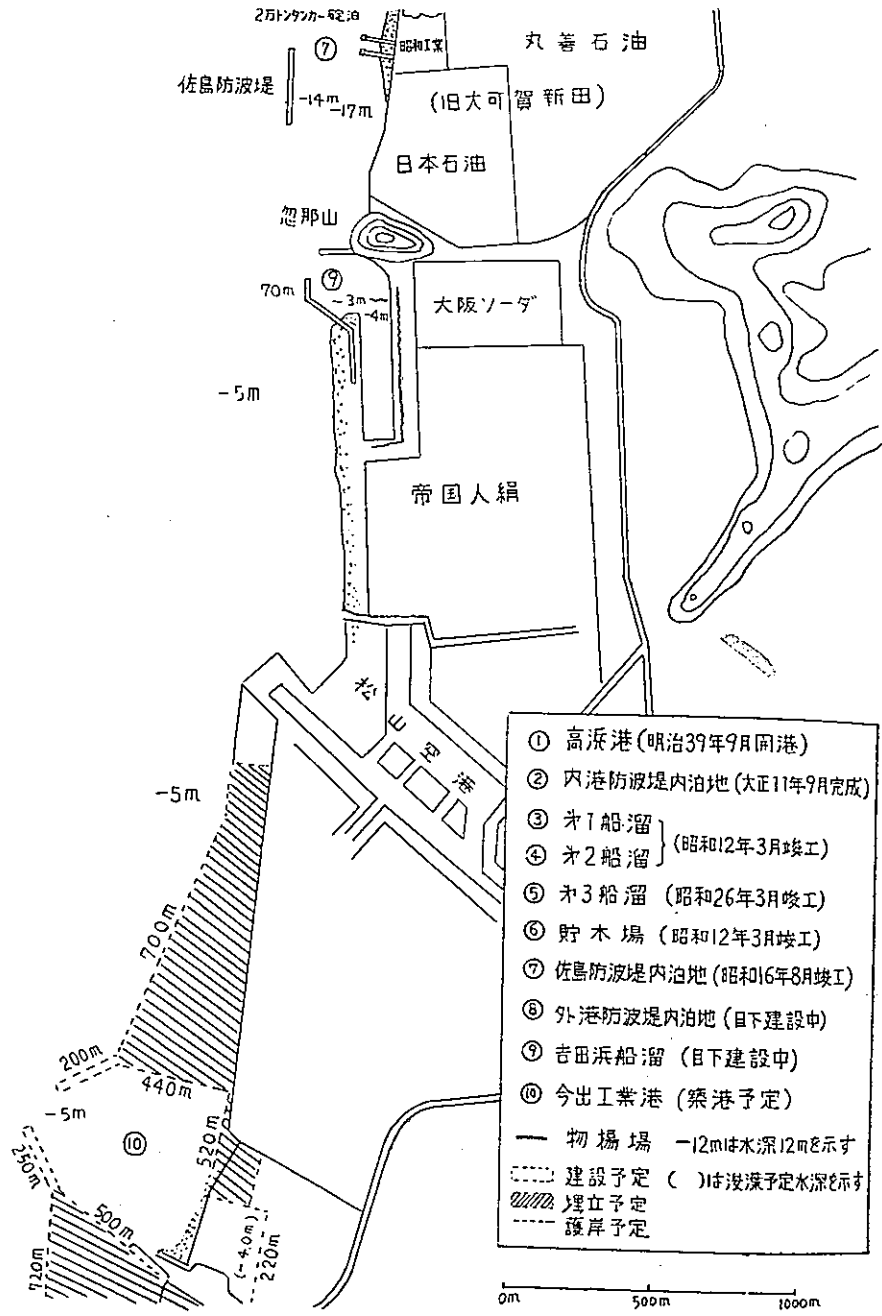 2万トンタンカー碇泊
⑦
昭和工業
丸善石油
佐島防波堤
-14m
-17m
(旧大可賀新田)
日本石油
忽那山
⑨
70m
-3m～
-4m
大阪ソーダ
-5m
帝国人絹
松山空港
-5m
700m
200m
440m
-5m
⑩
520m
250m
500m
720m
(-4.0m)
220m
① 高浜港(明治39年9月開港)
② 内港防波堤内泊地(大正11年9月完成)
③ 才1船溜
④ 才2船溜
(昭和12年3月竣工)
⑤ 才3船溜 (昭和26年3月竣工)
⑥ 貯木場 (昭和12年3月竣工)
⑦ 佐島防波堤内泊地(昭和16年8月竣工)
⑧ 外港防波堤内泊地(目下建設中)
⑨ 吉田浜船溜 (目下建設中)
⑩ 今出工業港 (築港予定)
物揚場 -12mは水深12mを示す
建設予定 ( )は浚渫予定水深を示す
埋立予定
護岸予定
0m 500m 1000m